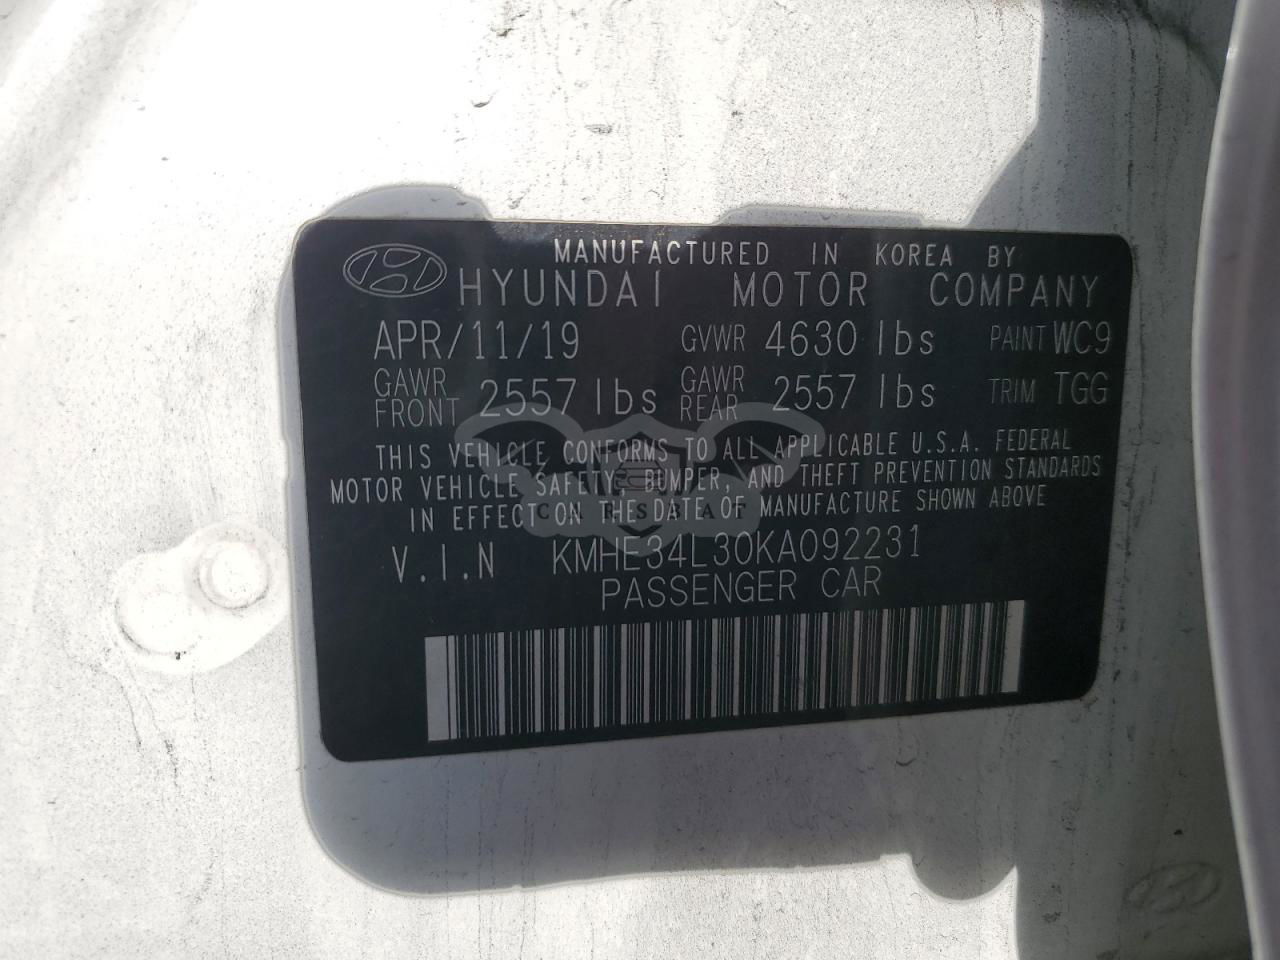 MANUFACTURED IN KOREA BY
HYUNDAI MOTOR COMPANY
APR/11/19 GVWR 4630 lbs PAINT WC9
GAWR FRONT 2557 lbs GAWR REAR 2557 lbs TRIM TGG
THIS VEHICLE CONFORMS TO ALL APPLICABLE U.S.A. FEDERAL
MOTOR VEHICLE SAFETY, BUMPER, AND THEFT PREVENTION STANDARDS
IN EFFECT ON THE DATE OF MANUFACTURE SHOWN ABOVE
V.I.N KMHE34L30KA092231
PASSENGER CAR